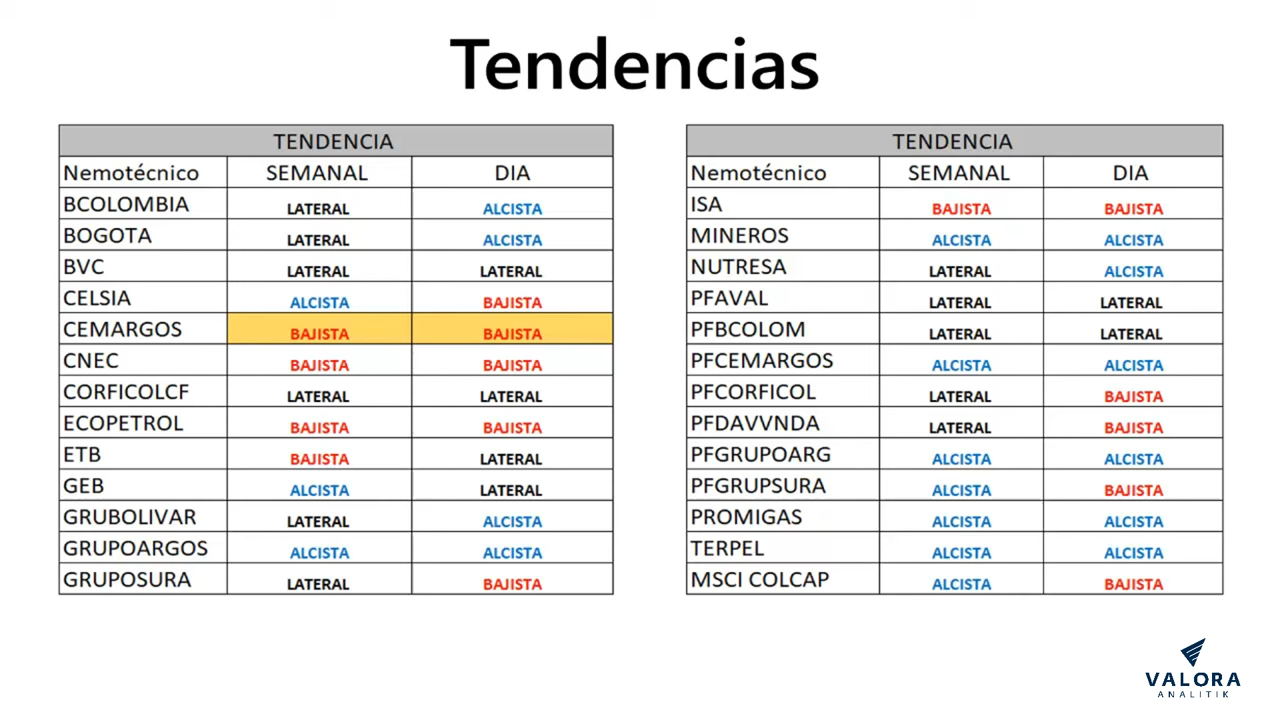 Tendencias
TENDENCIA
Nemotécnico SEMANAL DIA
BCOLOMBIA LATERAL ALCISTA
BOGOTA LATERAL ALCISTA
BVC LATERAL LATERAL
CELSIA ALCISTA BAJISTA
CEMARGOS BAJISTA BAJISTA
CNEC BAJISTA BAJISTA
CORFICOLCF LATERAL LATERAL
ECOPETROL BAJISTA BAJISTA
ETB BAJISTA LATERAL
GEB ALCISTA LATERAL
GRUBOLIVAR LATERAL ALCISTA
GRUPOARGOS ALCISTA ALCISTA
GRUPOSURA LATERAL BAJISTA
TENDENCIA
Nemotécnico SEMANAL DIA
ISA BAJISTA BAJISTA
MINEROS ALCISTA ALCISTA
NUTRESA LATERAL ALCISTA
PFAVAL LATERAL LATERAL
PFBCOLOM LATERAL LATERAL
PFCEMARGOS ALCISTA ALCISTA
PFCORFICOL LATERAL BAJISTA
PFDAVVNDA LATERAL BAJISTA
PFGRUPOARG ALCISTA ALCISTA
PFGRUPSURA ALCISTA BAJISTA
PROMIGAS ALCISTA ALCISTA
TERPEL ALCISTA ALCISTA
MSCI COLCAP ALCISTA BAJISTA
VALORA
ANALITIK